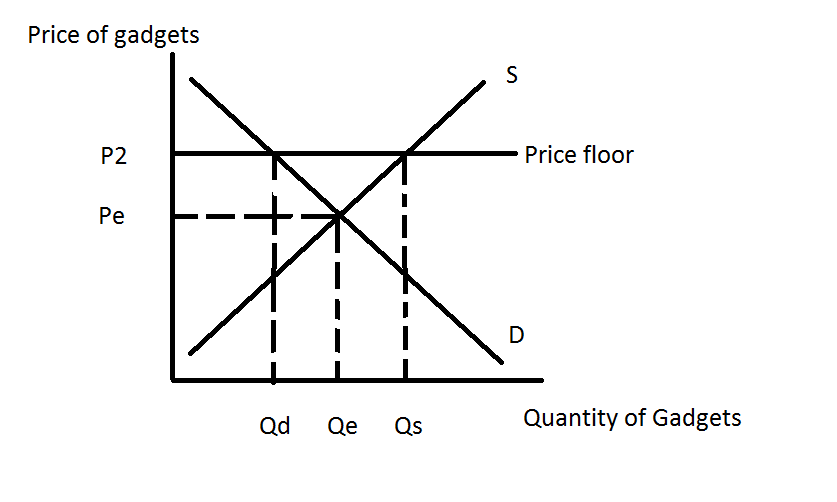 Price of gadgets
S
P2
Price floor
Pe
D
Qd
Qe
Qs
Quantity of Gadgets